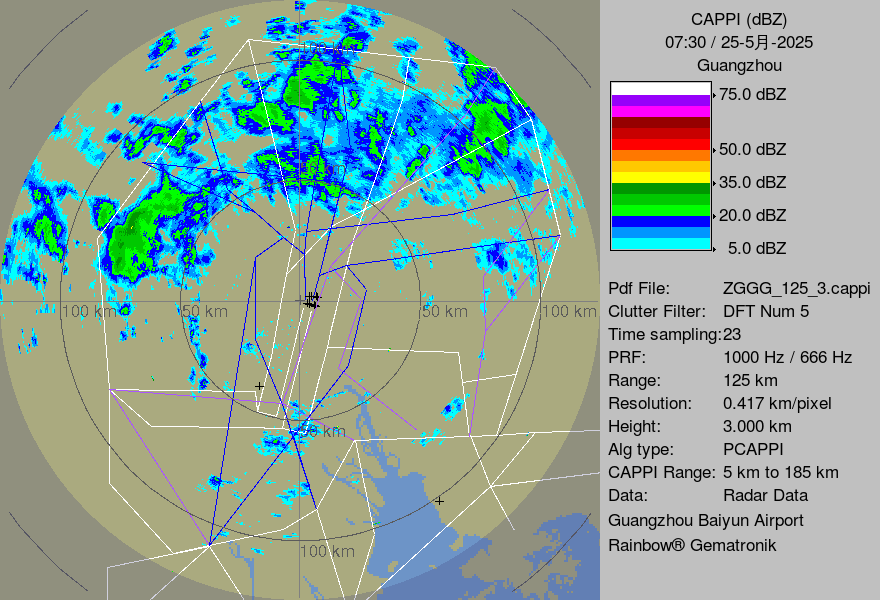 CAPPI (dBZ)
07:30 / 25-5月-2025
Guangzhou
75.0 dBZ
50.0 dBZ
35.0 dBZ
20.0 dBZ
5.0 dBZ
100 km
50 km
50 km
100 km
50 km
100 km
Pdf File: ZGGG_125_3.cappi
Clutter Filter: DFT Num 5
Time sampling:23
PRF: 1000 Hz / 666 Hz
Range: 125 km
Resolution: 0.417 km/pixel
Height: 3.000 km
Alg type: PCAPPI
CAPPI Range: 5 km to 185 km
Data: Radar Data
Guangzhou Baiyun Airport
Rainbow® Gematronik